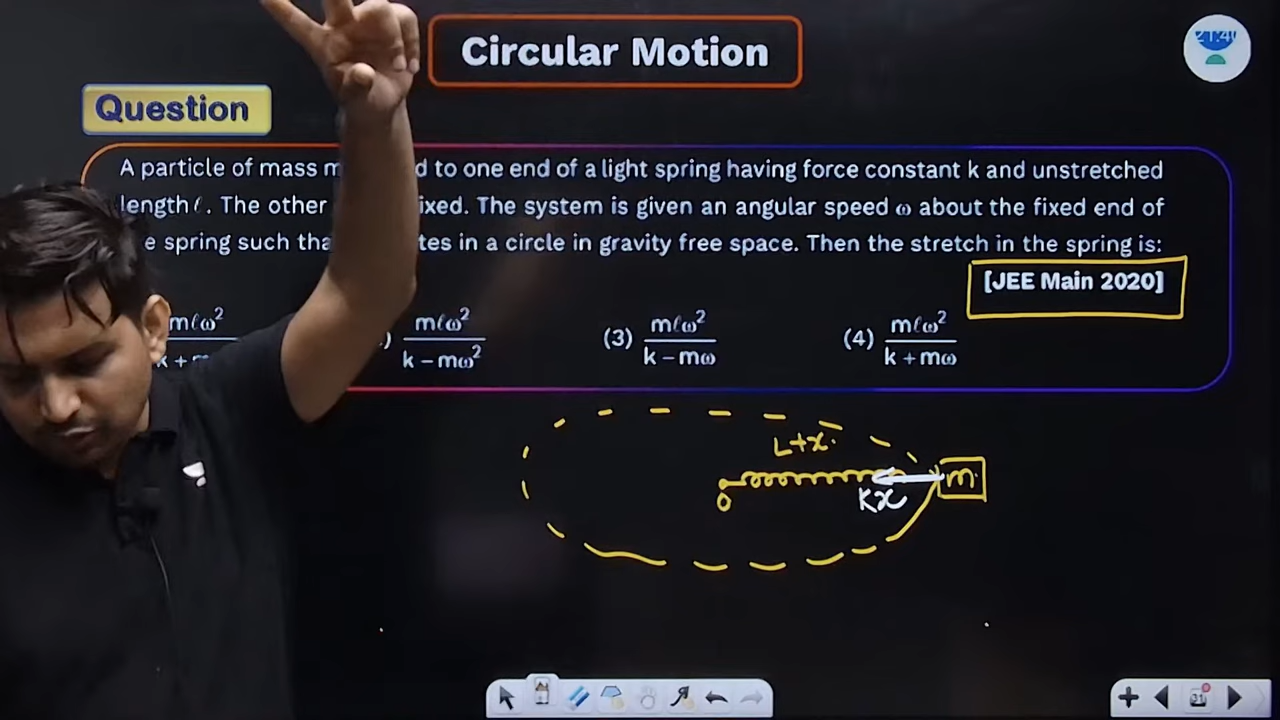 Circular Motion
Question
A particle of mass m d to one end of a light spring having force constant k and unstretched
length ℓ. The other ixed. The system is given an angular speed ω about the fixed end of
e spring such tha tes in a circle in gravity free space. Then the stretch in the spring is:
[JEE Main 2020]
mℓω² ) mℓω² (3) mℓω² (4) mℓω²
k + m k − mω² k − mω k + mω
L+x
m
Kx
O
31